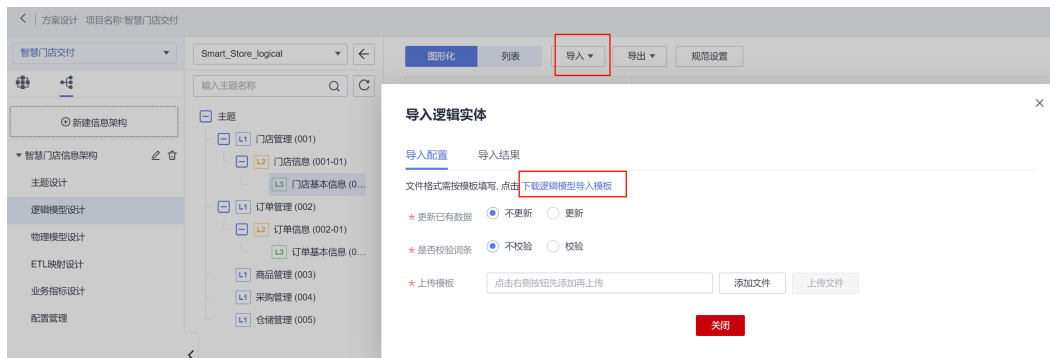 方案设计 项目名称:智慧门店交付
智慧门店交付
Smart_Store_logical
图形化 列表 导入 导出 规范设置
输入主题名称
新建信息架构
智慧门店信息架构
主题设计
逻辑模型设计
物理模型设计
ETL映射设计
业务指标设计
配置管理
主题
L1 门店管理 (001)
L2 门店信息 (001-01)
L3 门店基本信息 (0...
L1 订单管理 (002)
L2 订单信息 (002-01)
L3 订单基本信息 (0...
L1 商品管理 (003)
L1 采购管理 (004)
L1 仓储管理 (005)
导入逻辑实体
导入配置 导入结果
文件格式需按模板填写, 点击 下载逻辑模型导入模板
* 更新已有数据 不更新 更新
* 是否校验词条 不校验 校验
* 上传模板 点击右侧按钮先添加再上传 添加文件 上传文件
关闭